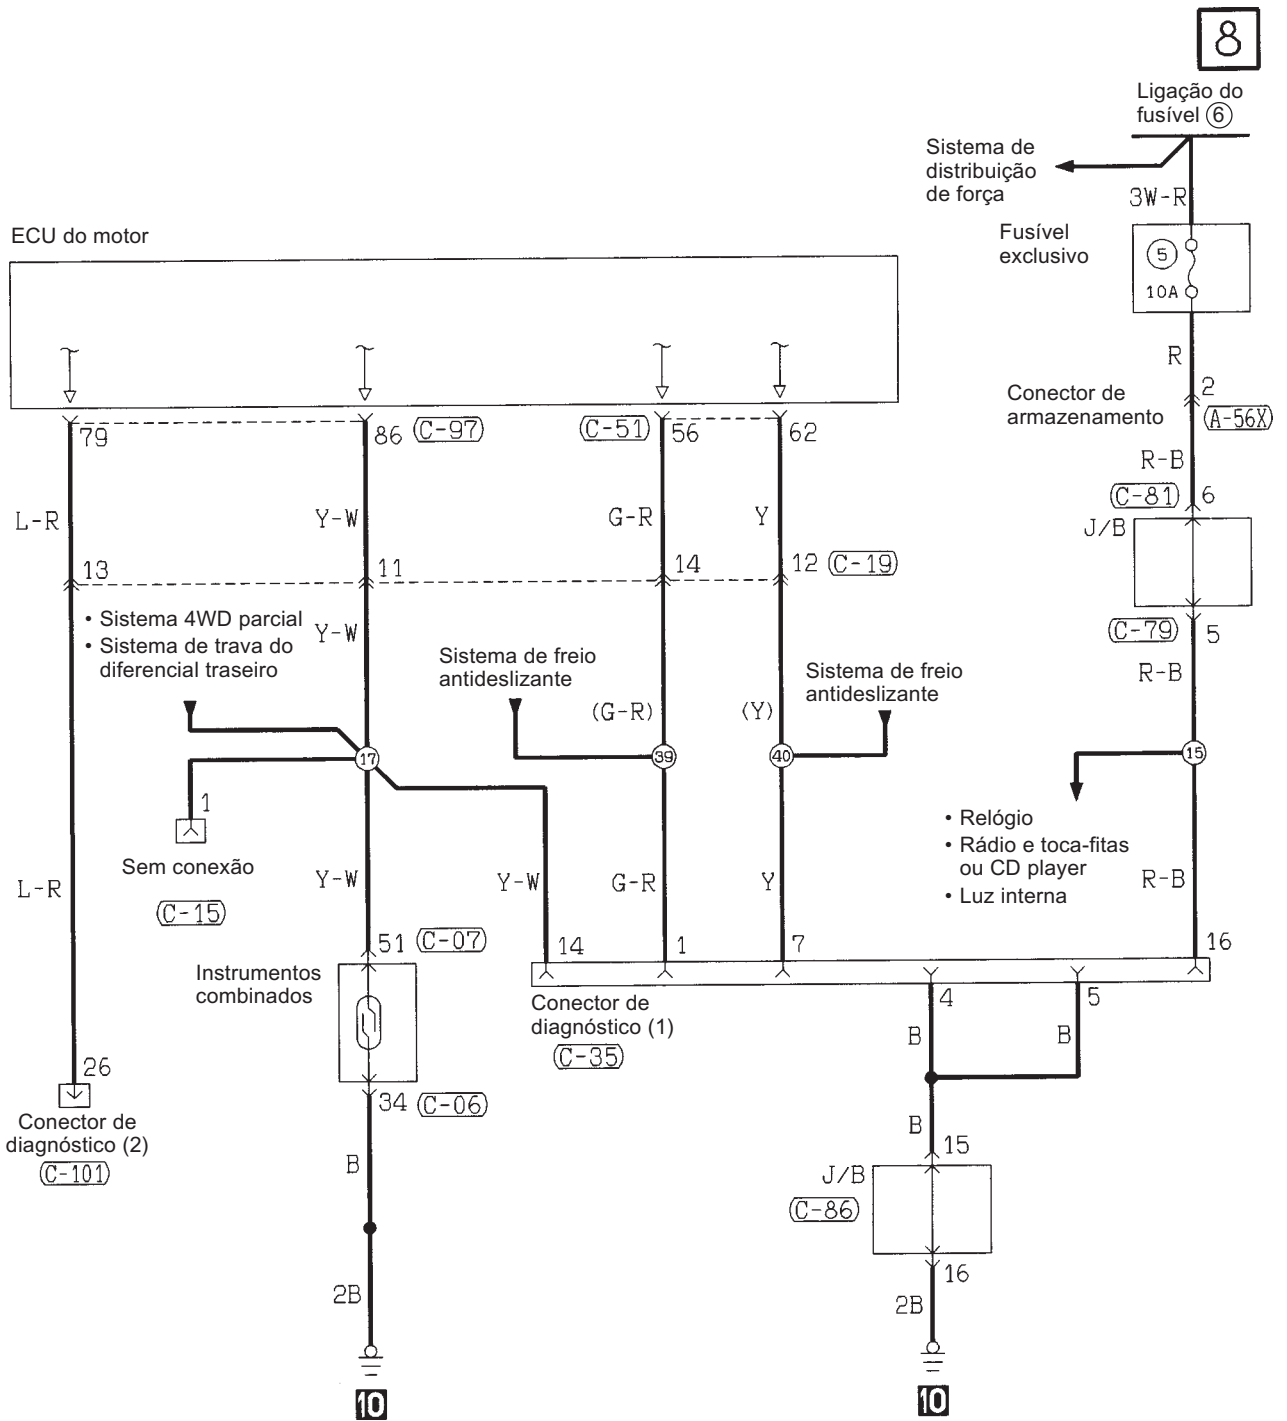 8
Ligação do
fusível ⑥
Sistema de
distribuição
de força
3W-R
Fusível
exclusivo
⑤
10A
R
2
Conector de
armazenamento
(A-56X)
R-B
(C-81)
6
J/B
(C-79)
5
R-B
⑮
• Relógio
• Rádio e toca-fitas
ou CD player
• Luz interna
R-B
16
ECU do motor
79
86
(C-97)
(C-51)
56
62
L-R
Y-W
G-R
Y
13
11
14
12
(C-19)
• Sistema 4WD parcial
• Sistema de trava do
diferencial traseiro
Y-W
Sistema de freio
antideslizante
Sistema de freio
antideslizante
(G-R)
(Y)
⑰
㊴
㊵
1
Sem conexão
(C-15)
L-R
Y-W
Y-W
G-R
Y
51
(C-07)
14
1
7
Instrumentos
combinados
Conector de
diagnóstico (1)
(C-35)
4
5
B
B
26
Conector de
diagnóstico (2)
(C-101)
34
(C-06)
B
B
15
J/B
(C-86)
16
2B
2B
10
10